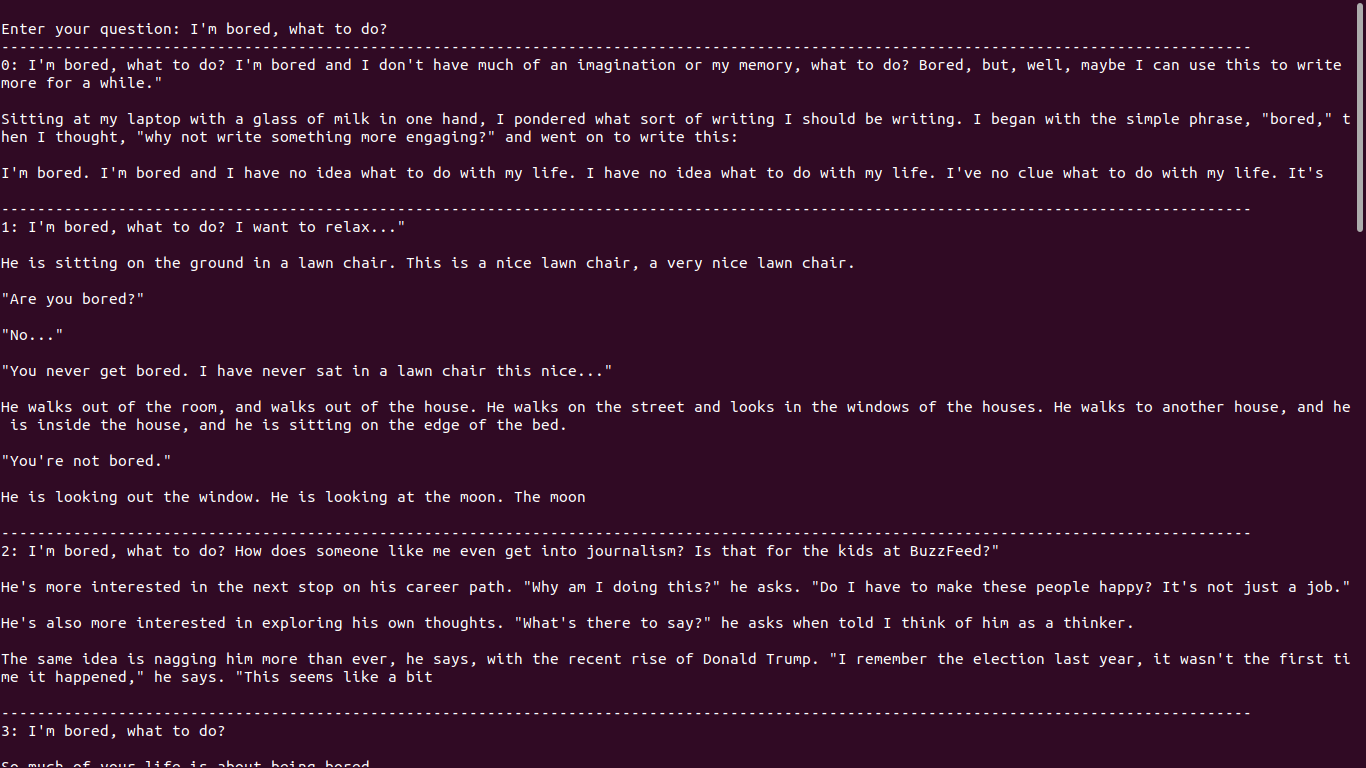 Enter your question: I'm bored, what to do?
-------------------------------------------------------------------------------------------------------------------------------------------
0: I'm bored, what to do? I'm bored and I don't have much of an imagination or my memory, what to do? Bored, but, well, maybe I can use this to write
more for a while."
Sitting at my laptop with a glass of milk in one hand, I pondered what sort of writing I should be writing. I began with the simple phrase, "bored," t
hen I thought, "why not write something more engaging?" and went on to write this:
I'm bored. I'm bored and I have no idea what to do with my life. I have no idea what to do with my life. I've no clue what to do with my life. It's
-------------------------------------------------------------------------------------------------------------------------------------------
1: I'm bored, what to do? I want to relax..."
He is sitting on the ground in a lawn chair. This is a nice lawn chair, a very nice lawn chair.
"Are you bored?"
"No..."
"You never get bored. I have never sat in a lawn chair this nice..."
He walks out of the room, and walks out of the house. He walks on the street and looks in the windows of the houses. He walks to another house, and he
 is inside the house, and he is sitting on the edge of the bed.
"You're not bored."
He is looking out the window. He is looking at the moon. The moon
-------------------------------------------------------------------------------------------------------------------------------------------
2: I'm bored, what to do? How does someone like me even get into journalism? Is that for the kids at BuzzFeed?"
He's more interested in the next stop on his career path. "Why am I doing this?" he asks. "Do I have to make these people happy? It's not just a job."
He's also more interested in exploring his own thoughts. "What's there to say?" he asks when told I think of him as a thinker.
The same idea is nagging him more than ever, he says, with the recent rise of Donald Trump. "I remember the election last year, it wasn't the first ti
me it happened," he says. "This seems like a bit
-------------------------------------------------------------------------------------------------------------------------------------------
3: I'm bored, what to do?
So much of your life is about being bored